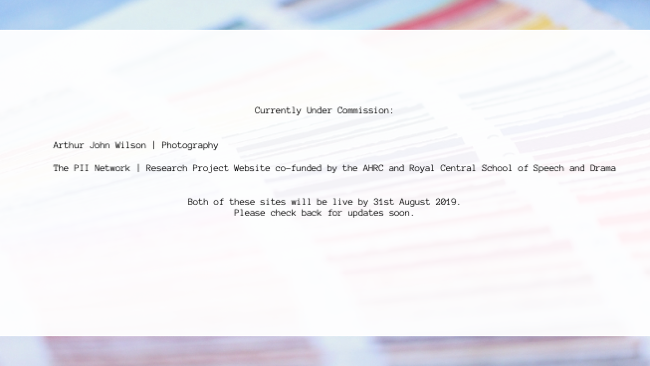 Currently Under Commission:
Arthur John Wilson | Photography
The PII Network | Research Project Website co-funded by the AHRC and Royal Central School of Speech and Drama
Both of these sites will be live by 31st August 2019.
Please check back for updates soon.